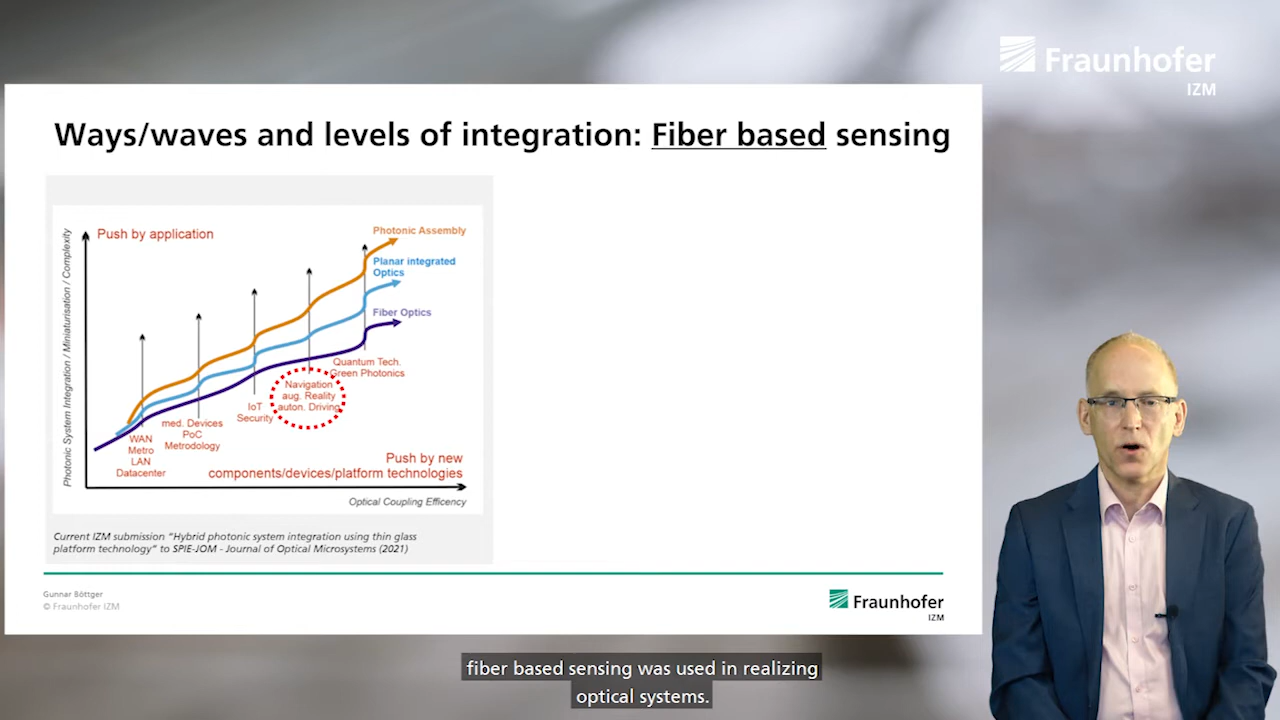 Fraunhofer
IZM
Ways/waves and levels of integration: Fiber based sensing
Photonic System Integration / Miniaturisation / Complexity
Push by application
Photonic Assembly
Planar integrated
Optics
Fiber Optics
Quantum Tech.
Green Photonics
Navigation
aug. Reality
auton. Driving
IoT
Security
med. Devices
PoC
Metrodology
WAN
Metro
LAN
Datacenter
Push by new
components/devices/platform technologies
Optical Coupling Efficency
Current IZM submission "Hybrid photonic system integration using thin glass
platform technology" to SPIE-JOM - Journal of Optical Microsystems (2021)
Gunnar Böttger
© Fraunhofer IZM
Fraunhofer
IZM
fiber based sensing was used in realizing
optical systems.